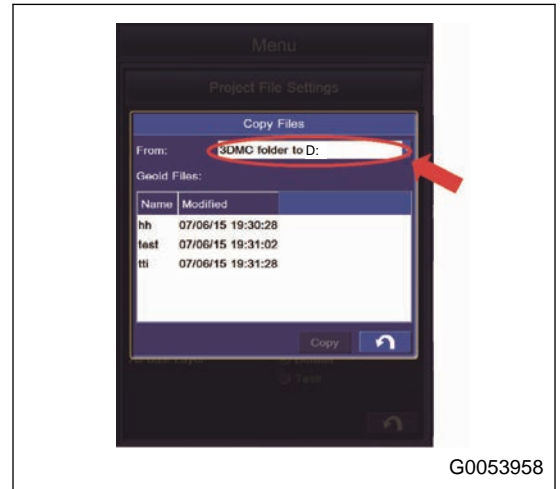 Menu
Project File Settings
Copy Files
From: 3DMC folder to D:
Geoid Files:
Name Modified
hh 07/06/15 19:30:28
test 07/06/15 19:31:02
tti 07/06/15 19:31:28
Copy
Test
G0053958